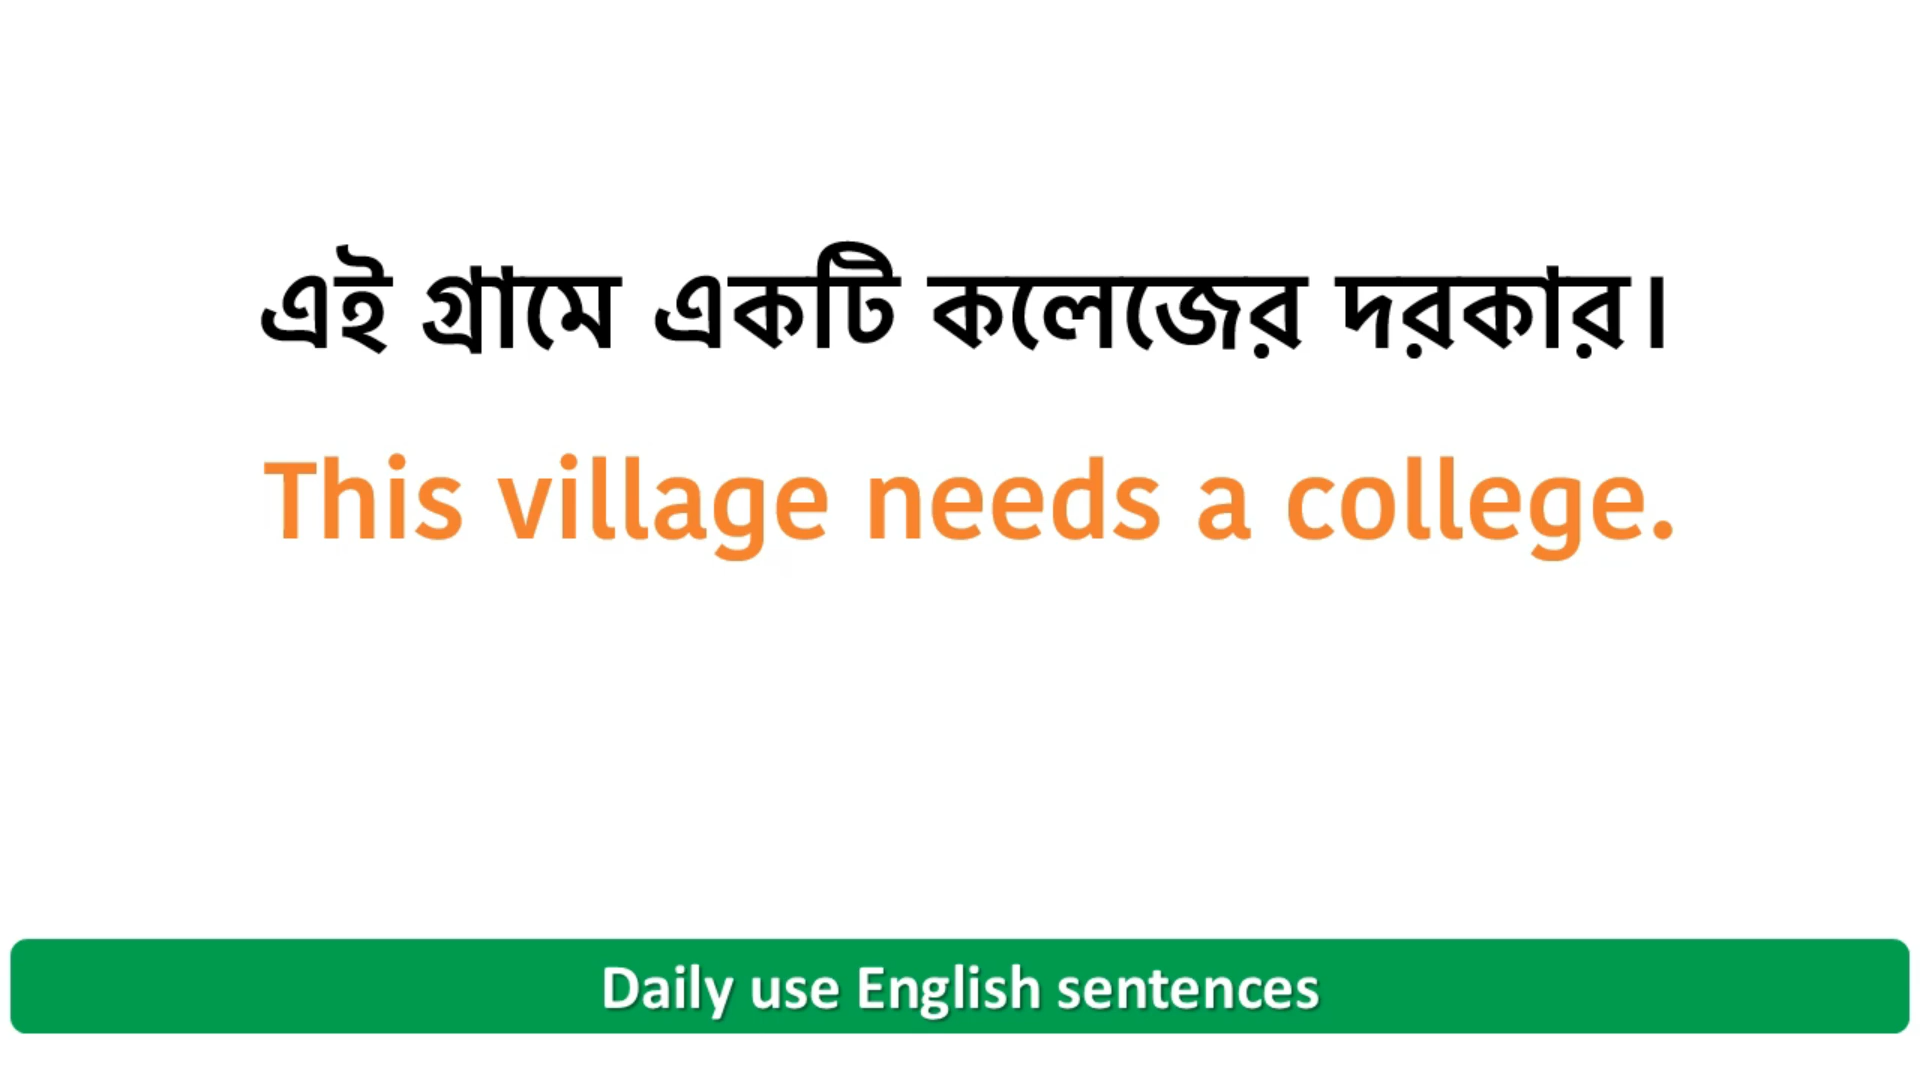 এই গ্রামে একটি কলেজের দরকার।
This village needs a college.
Daily use English sentences